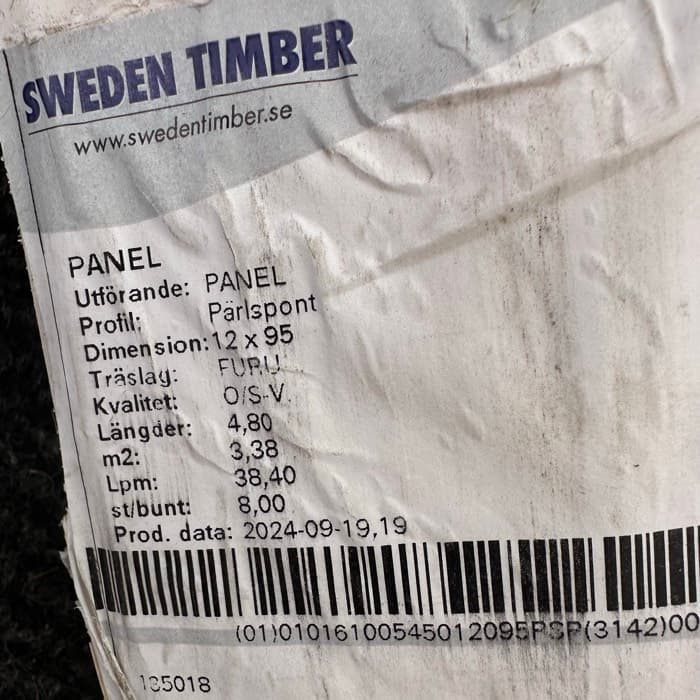 SWEDEN TIMBER
www.swedentimber.se
PANEL
Utförande: PANEL
Profil: Pärlspont
Dimension: 12 x 95
Träslag: FURU
Kvalitet: O/S-V.
Längder: 4,80
m2: 3,38
Lpm: 38,40
st/bunt: 8,00
Prod. data: 2024-09-19,19
(01)01016100545012095PSP(3142)00
185018